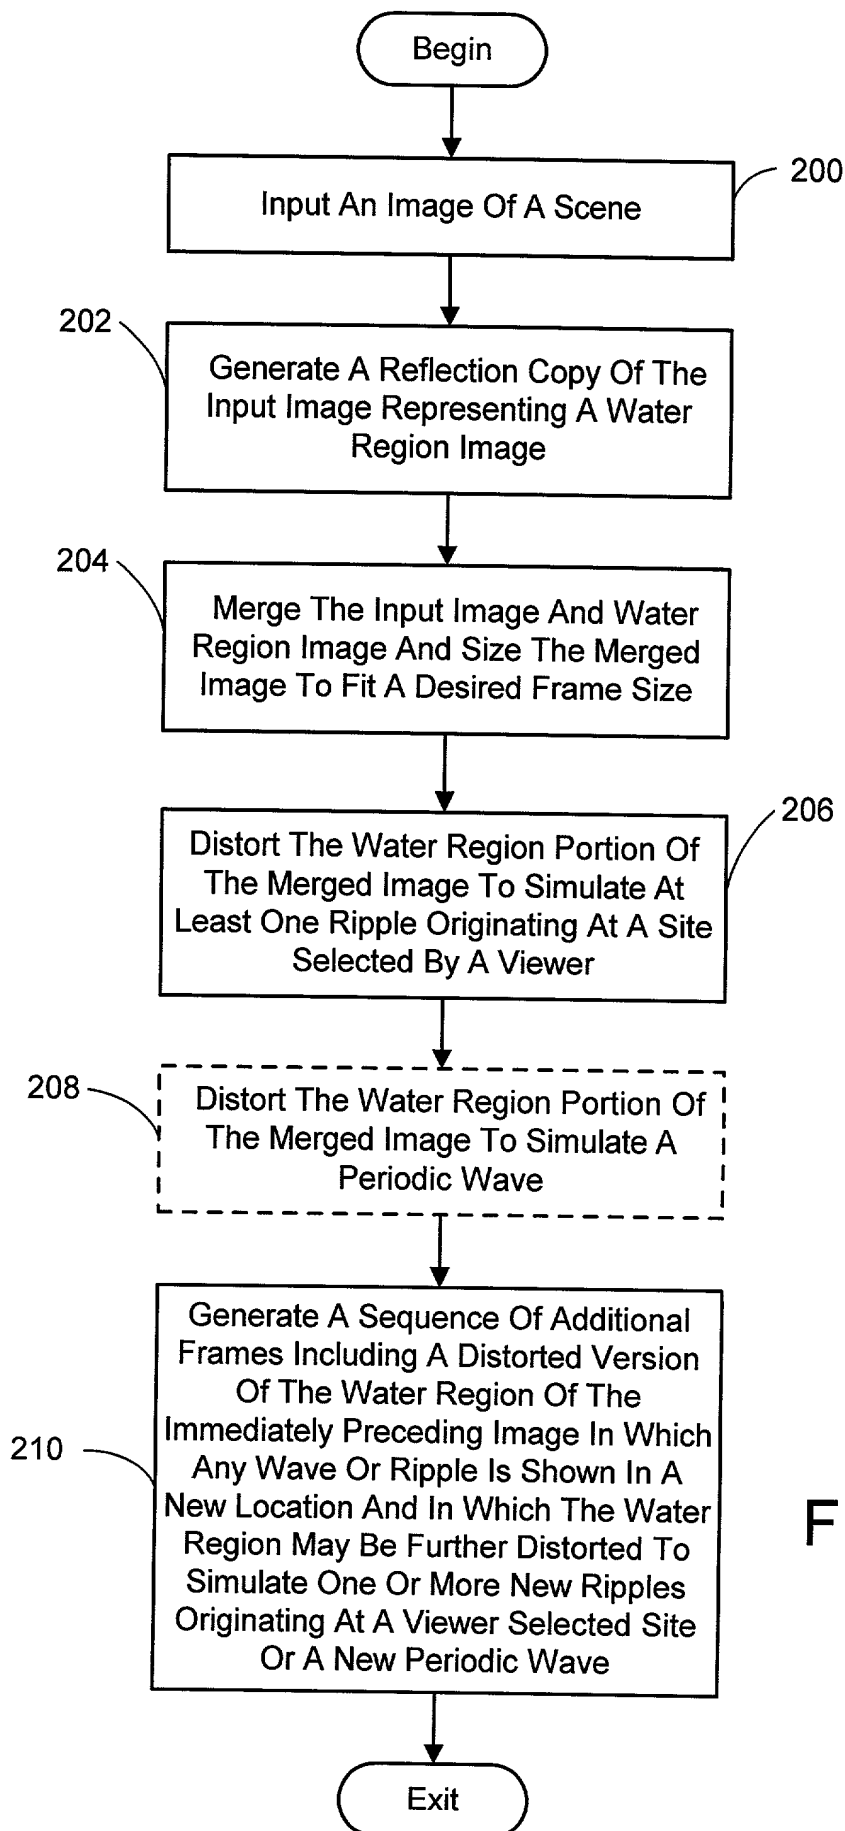 Begin
200
Input An Image Of A Scene
202
Generate A Reflection Copy Of The
Input Image Representing A Water
Region Image
204
Merge The Input Image And Water
Region Image And Size The Merged
Image To Fit A Desired Frame Size
206
Distort The Water Region Portion Of
The Merged Image To Simulate At
Least One Ripple Originating At A Site
Selected By A Viewer
208
Distort The Water Region Portion Of
The Merged Image To Simulate A
Periodic Wave
210
Generate A Sequence Of Additional
Frames Including A Distorted Version
Of The Water Region Of The
Immediately Preceding Image In Which
Any Wave Or Ripple Is Shown In A
New Location And In Which The Water
Region May Be Further Distorted To
Simulate One Or More New Ripples
Originating At A Viewer Selected Site
Or A New Periodic Wave
F
Exit